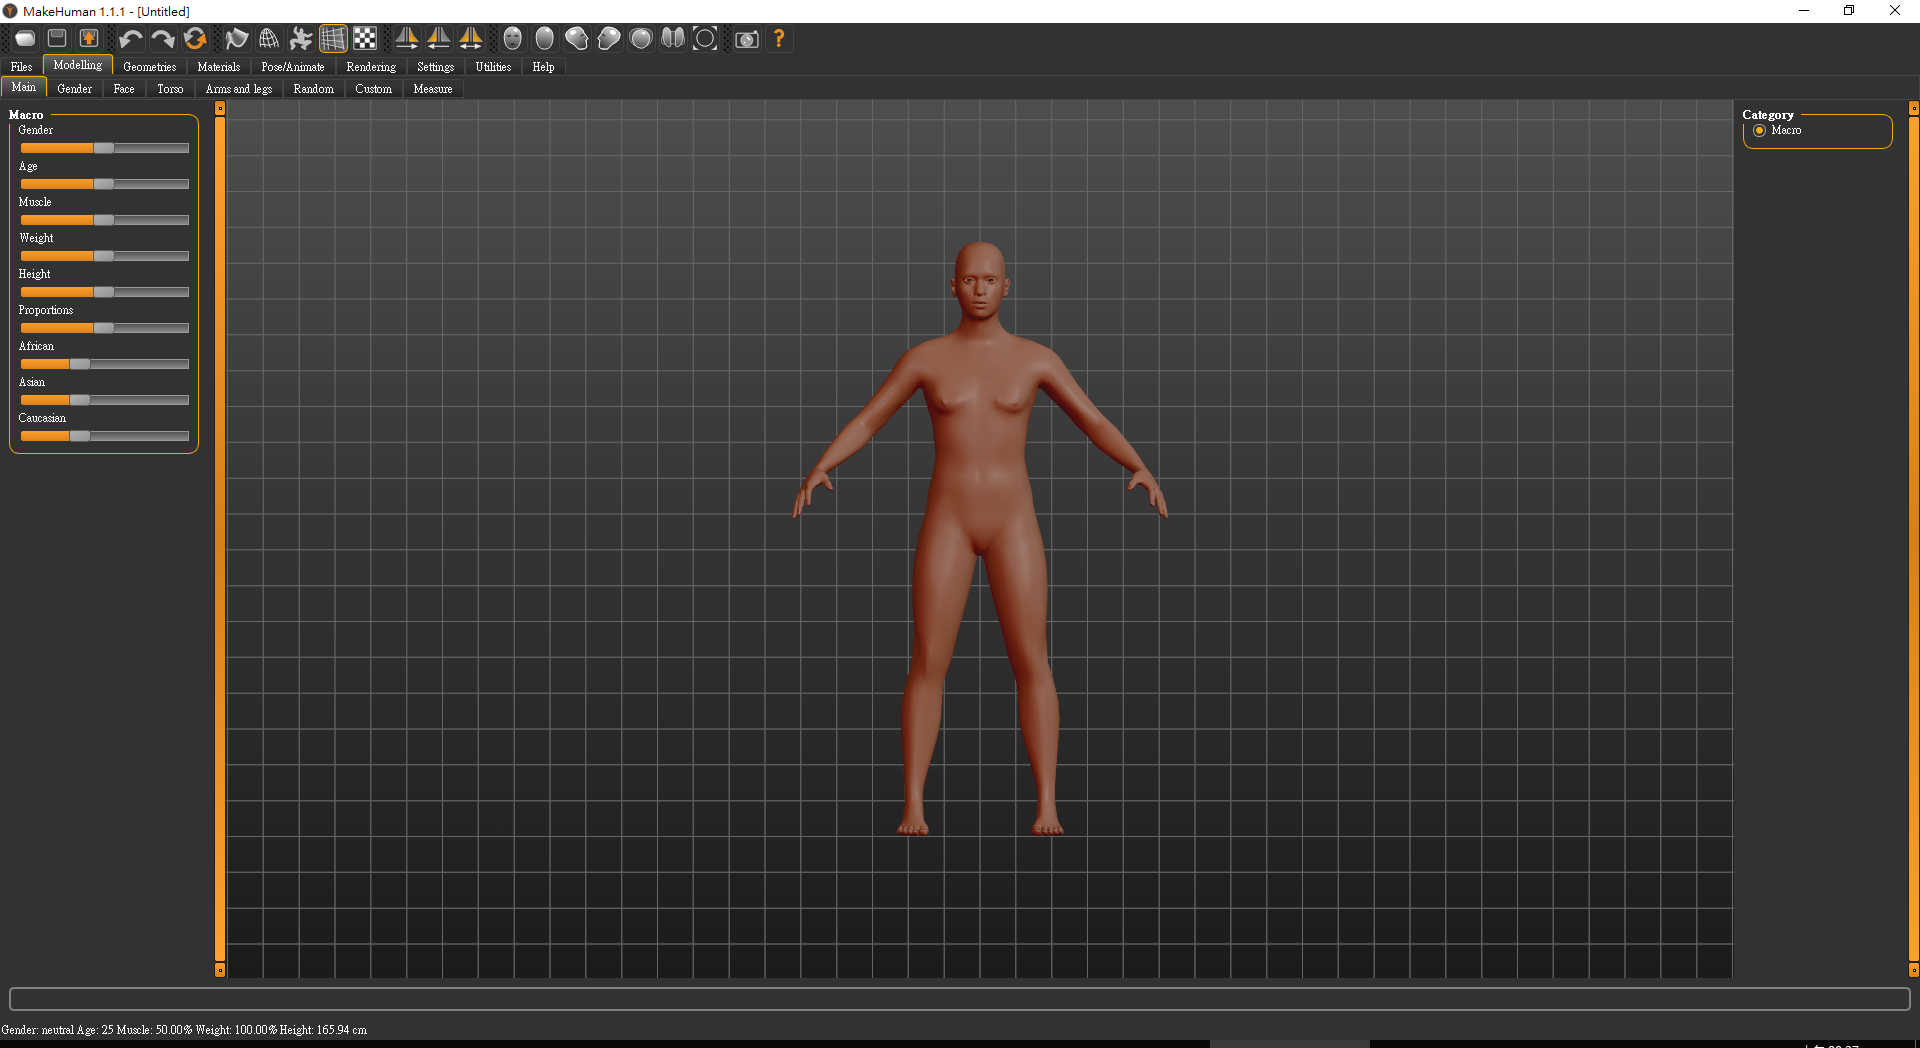 MakeHuman 1.1.1 - [Untitled]
Files Modelling Geometries Materials Pose/Animate Rendering Settings Utilities Help
Main Gender Face Torso Arms and legs Random Custom Measure
Macro
Gender
Age
Muscle
Weight
Height
Proportions
African
Asian
Caucasian
Category
Macro
Gender: neutral Age: 25 Muscle: 50.00% Weight: 100.00% Height: 165.94 cm